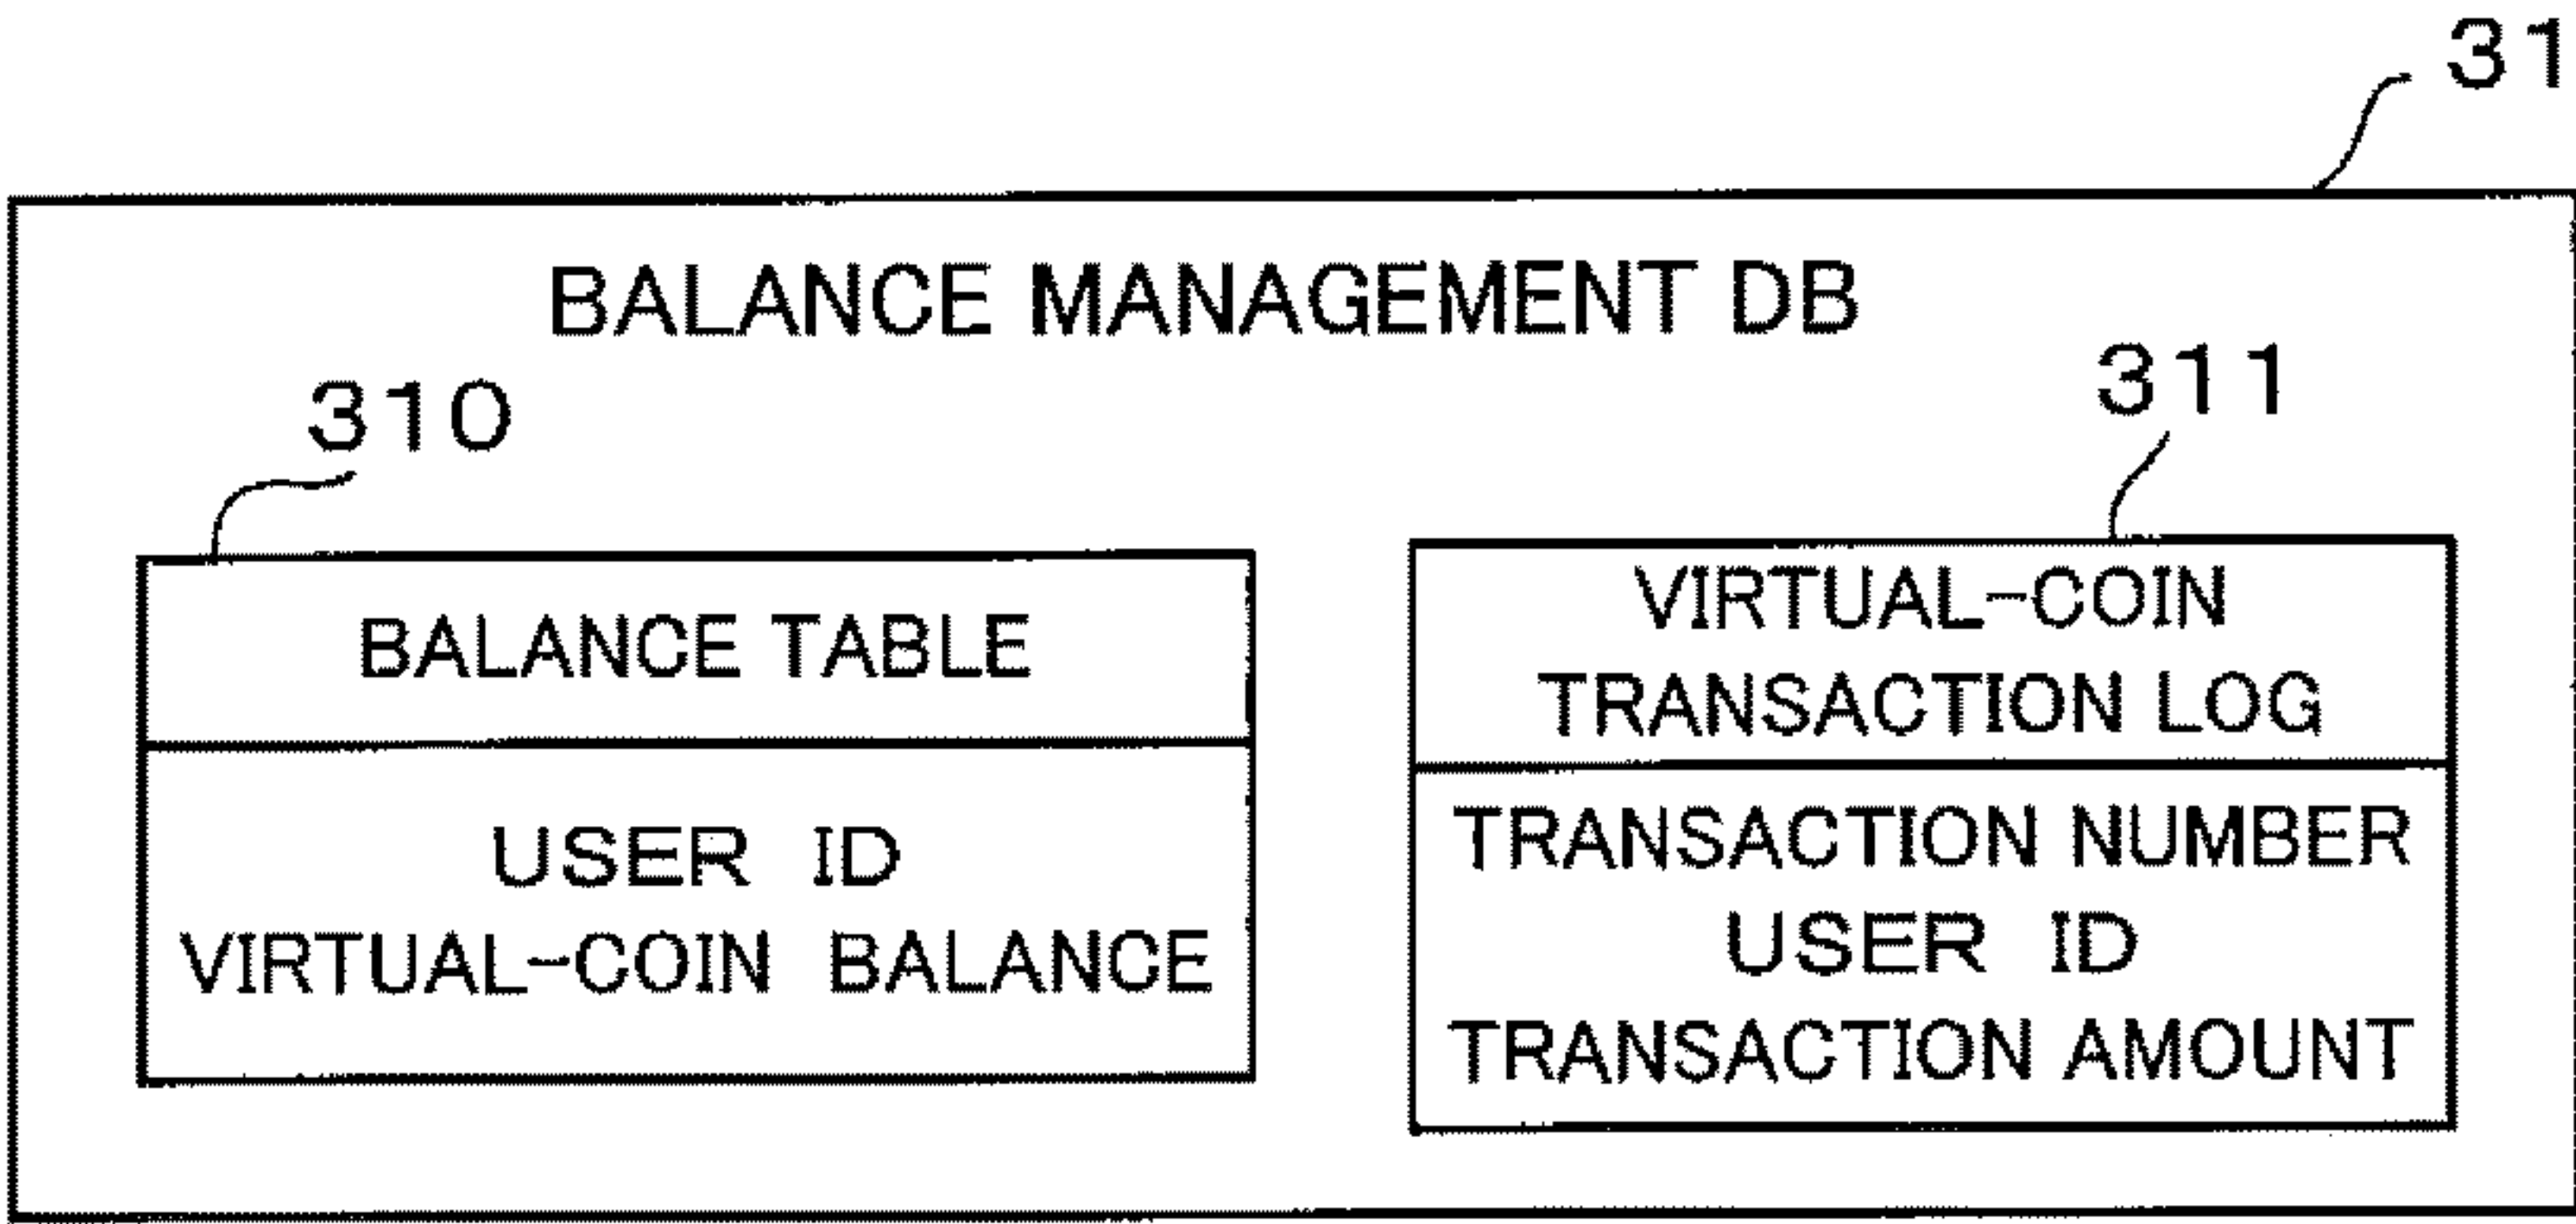 31
BALANCE MANAGEMENT DB
310
311
BALANCE TABLE
USER ID
VIRTUAL-COIN BALANCE
VIRTUAL-COIN
TRANSACTION LOG
TRANSACTION NUMBER
USER ID
TRANSACTION AMOUNT